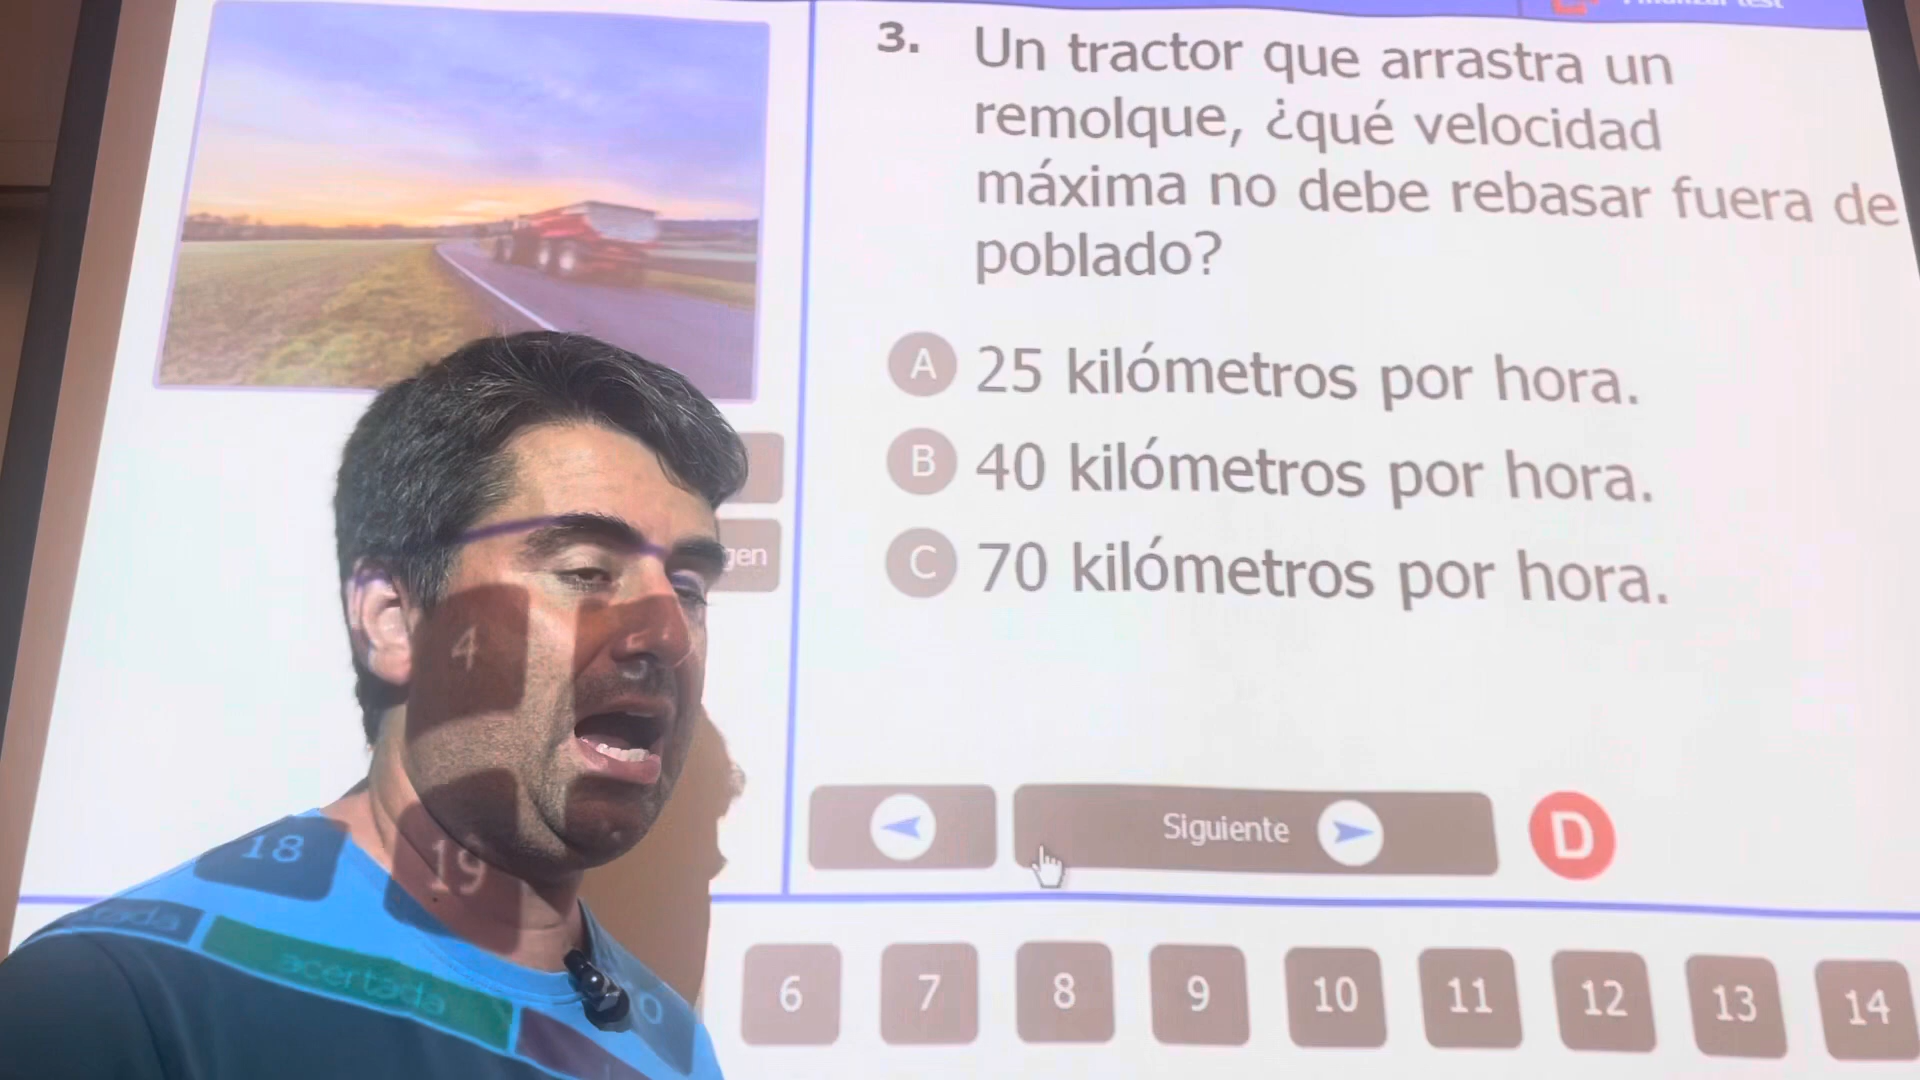 3. Un tractor que arrastra un
remolque, ¿qué velocidad
máxima no debe rebasar fuera de
poblado?
A 25 kilómetros por hora.
B 40 kilómetros por hora.
C 70 kilómetros por hora.
4
18
19
acertada
Siguiente
D
6 7 8 9 10 11 12 13 14